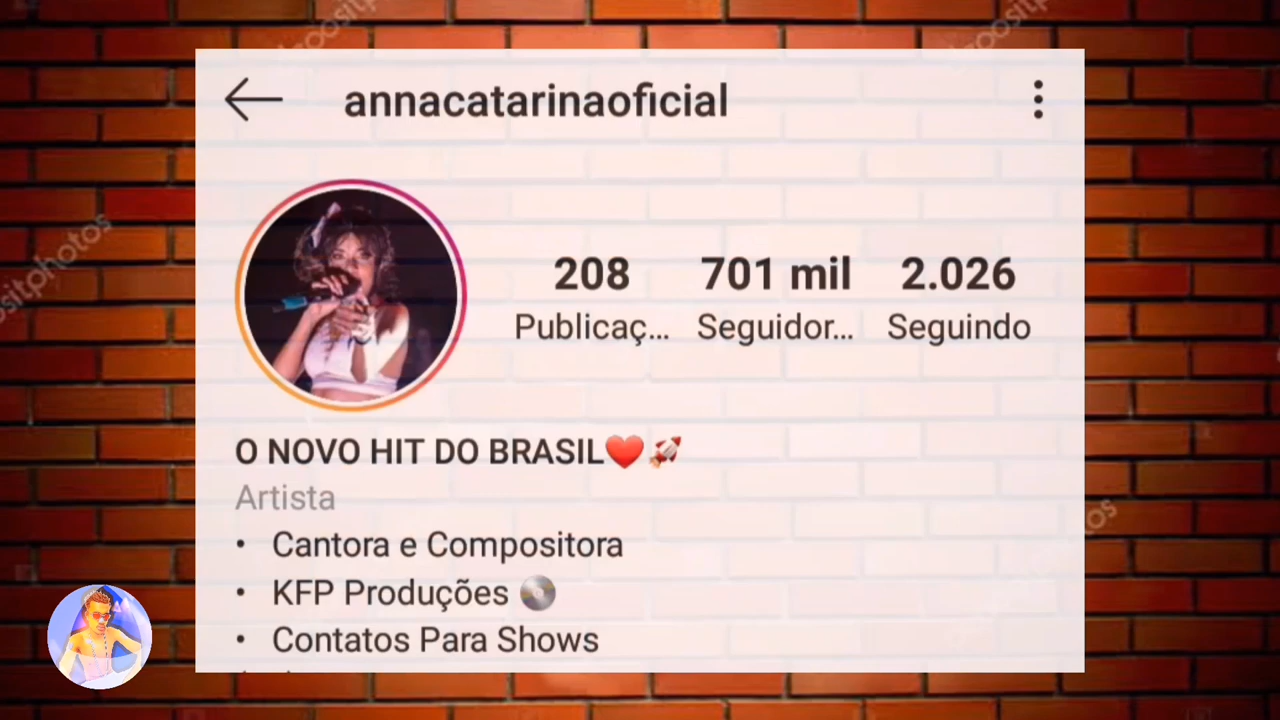 annacatarinaoficial
208 701 mil 2.026
Publicaç... Seguidor... Seguindo
O NOVO HIT DO BRASIL❤️🚀
Artista
• Cantora e Compositora
• KFP Produções 💿
• Contatos Para Shows
ositphotos